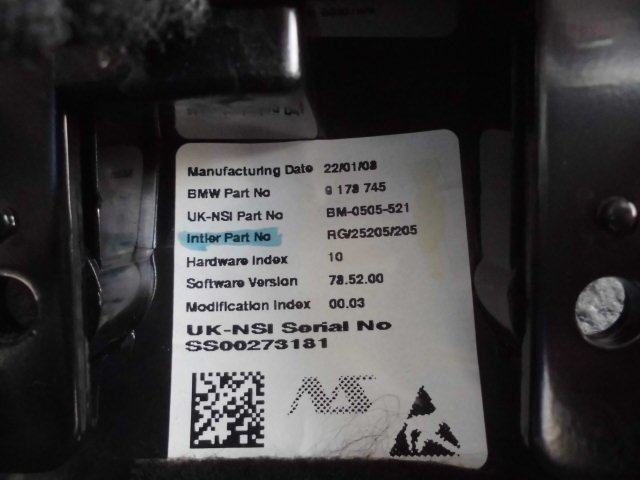 Manufacturing Date 22/01/08
BMW Part No 9 178 745
UK-NSI Part No BM-0505-521
Intier Part No RG/25205/205
Hardware Index 10
Software Version 78.52.00
Modification Index 00.03
UK-NSI Serial No
SS00273181
NS